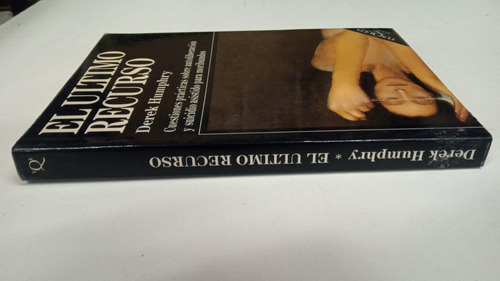 EL ULTIMO
RECURSO
Derek Humphry
Cuestiones prácticas sobre autoliberación
y suicidio asistido para moribundos
Derek Humphry * EL ULTIMO RECURSO